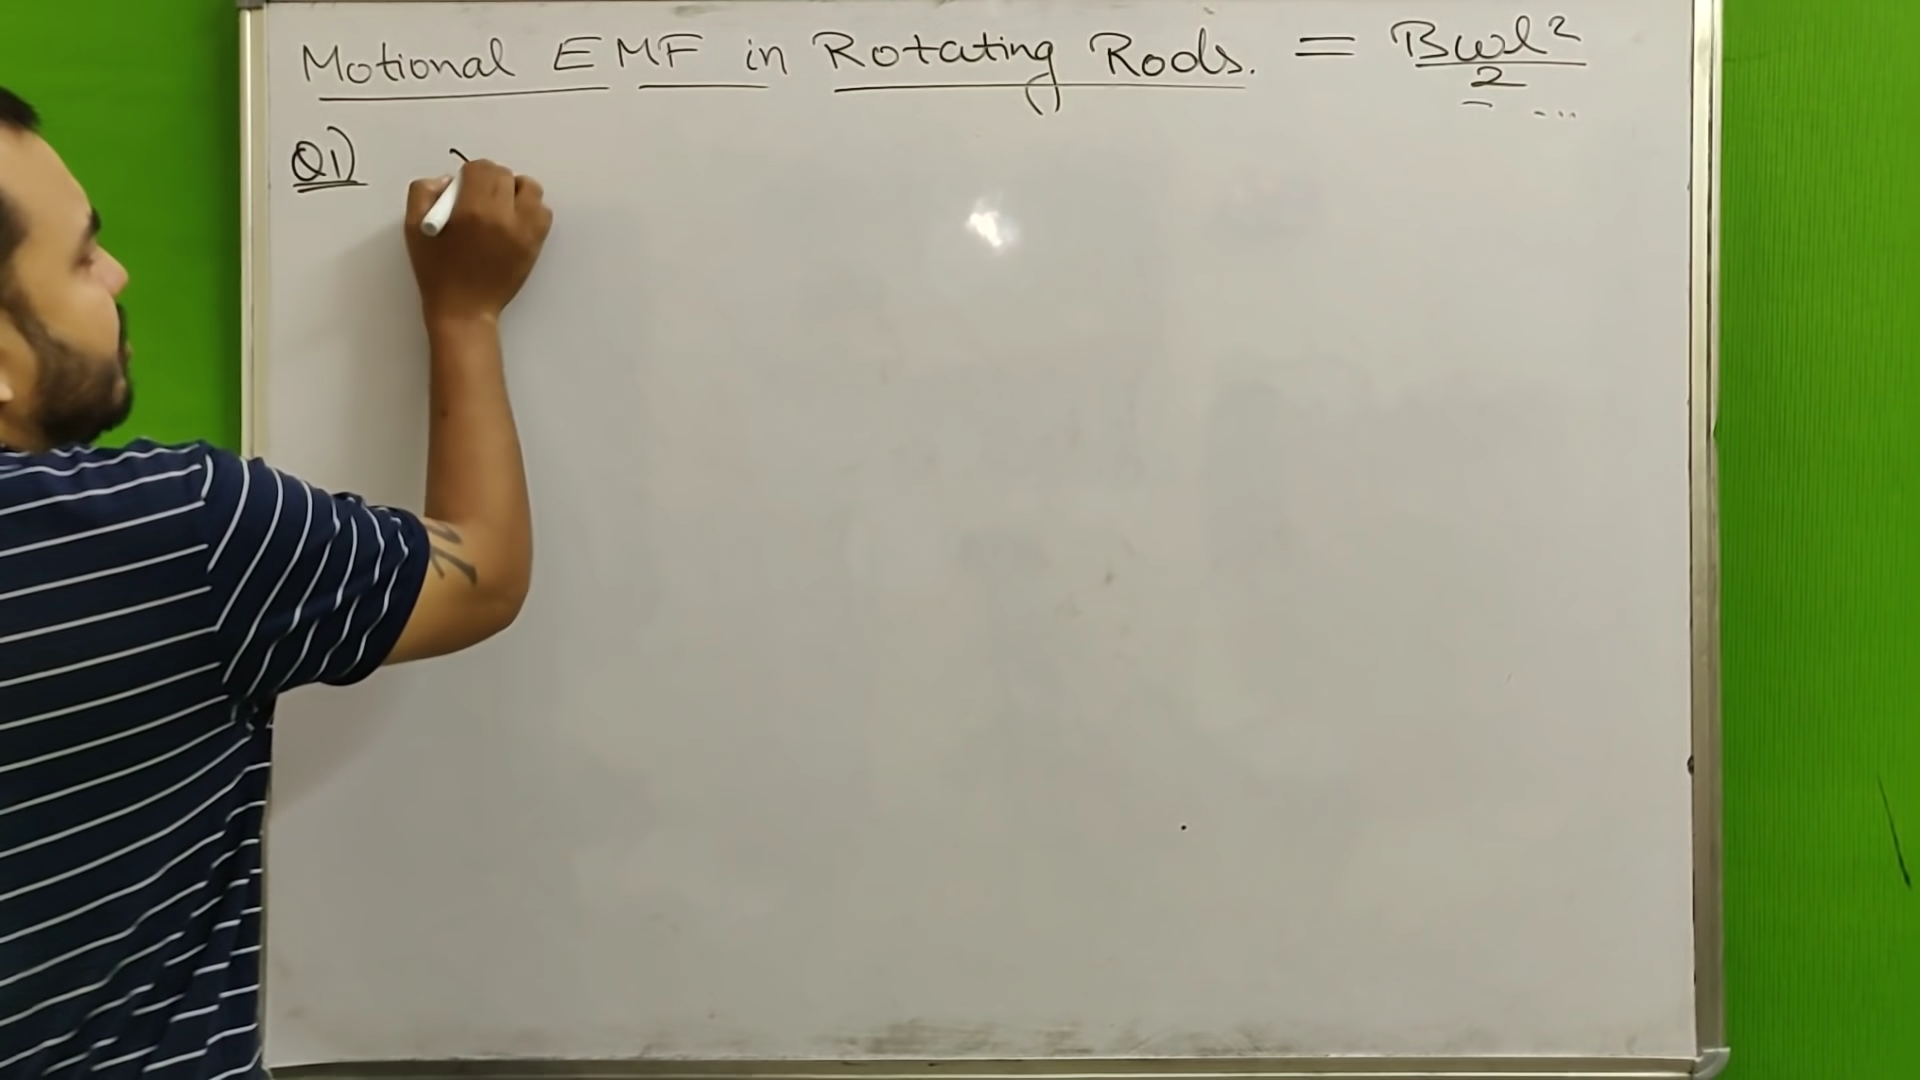 Motional EMF in Rotating Rods. = Bωl²/2
Q1)